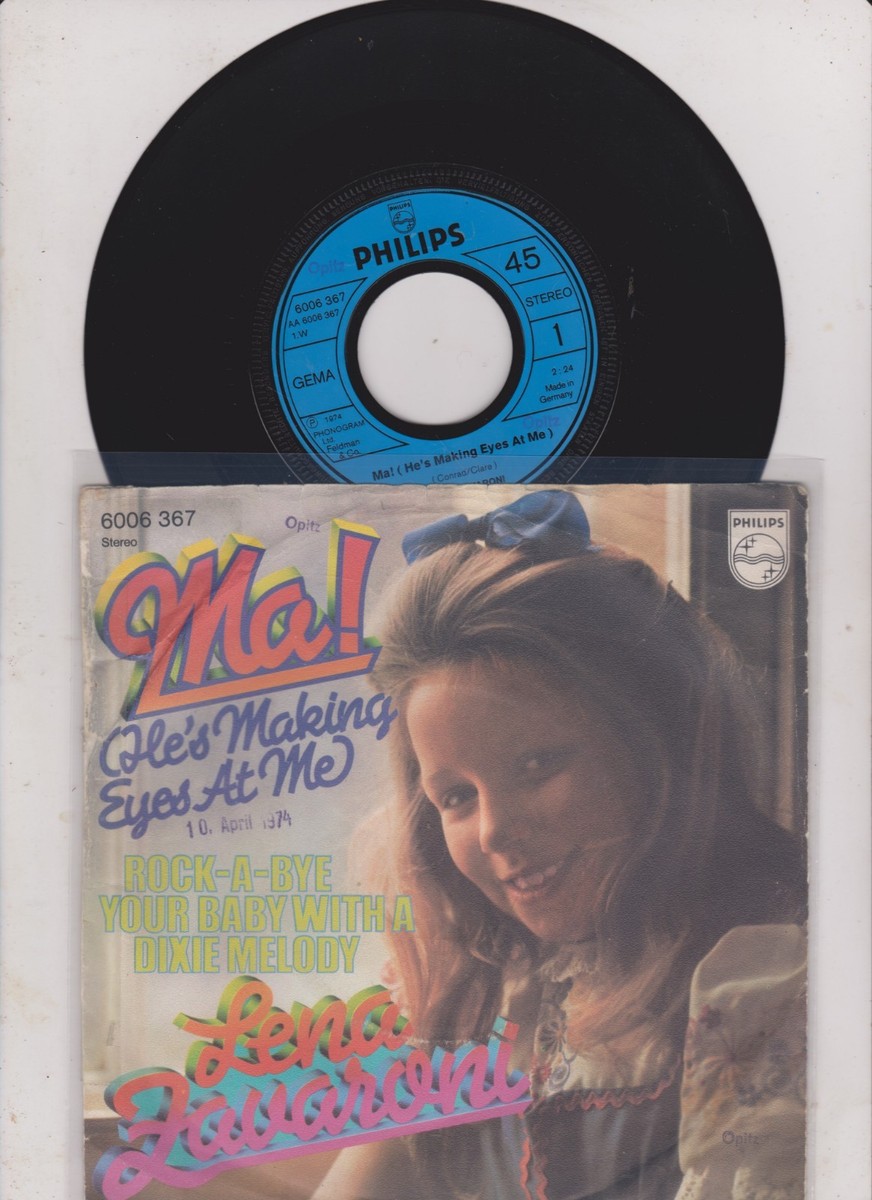 PHILIPS
PHILIPS
Opitz
45
6006 367
AA 6006 367
1.W
STEREO
1
GEMA
2:24
Made in
Germany
Ⓟ 1974
PHONOGRAM
Ltd.
Feldman
& Co.
Opitz
Ma! (He's Making Eyes At Me)
(Conrad/Clare)
6006 367
Stereo
Opitz
PHILIPS
Ma!
(He's Making
Eyes At Me)
10. April 1974
ROCK-A-BYE
YOUR BABY WITH A
DIXIE MELODY
Lena
Zavaroni
Opitz